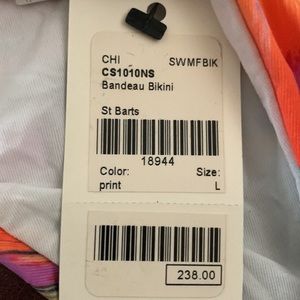 CHI SWMFBIK
CS1010NS
Bandeau Bikini
St Barts
18944
Color: Size:
print L
238.00